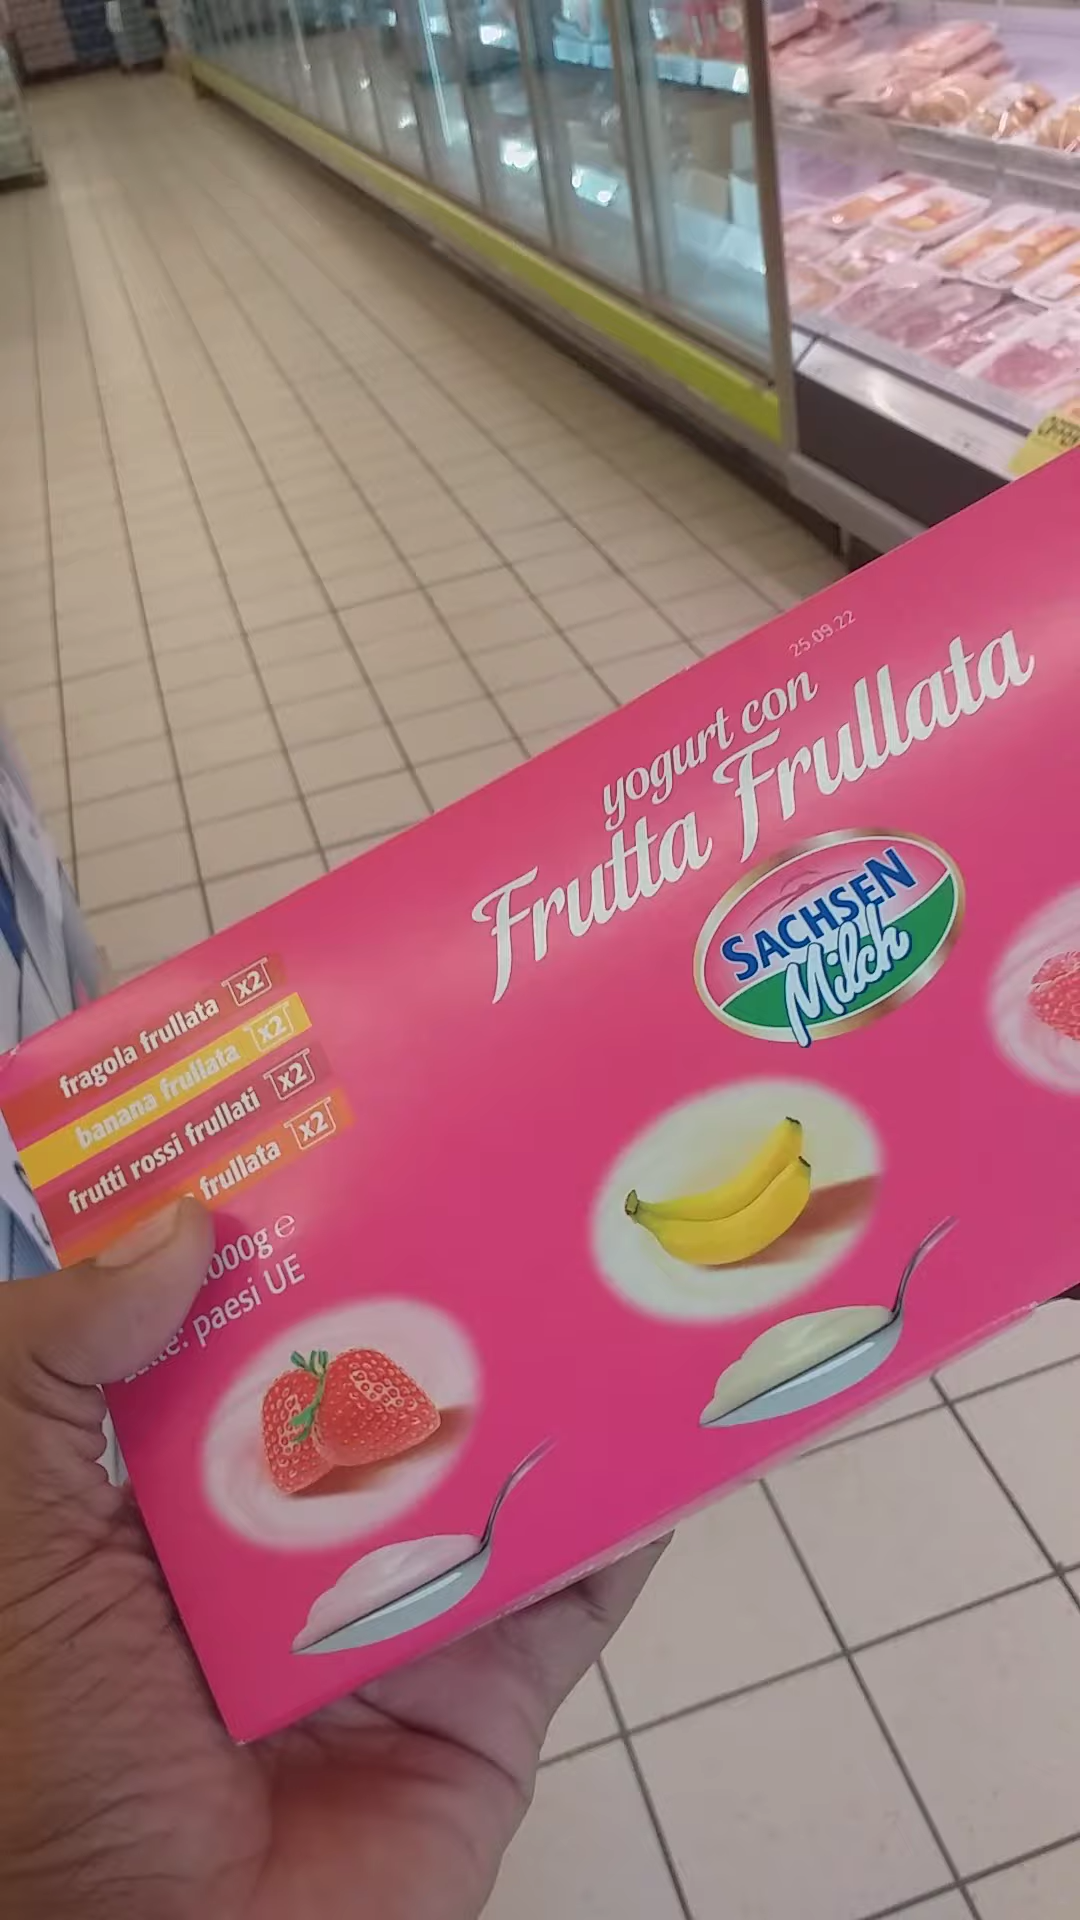 25.09.22
yogurt con
Frutta Frullata
SACHSEN
Milch
fragola frullata x2
banana frullata x2
frutti rossi frullati x2
frullata x2
000g e
paesi UE